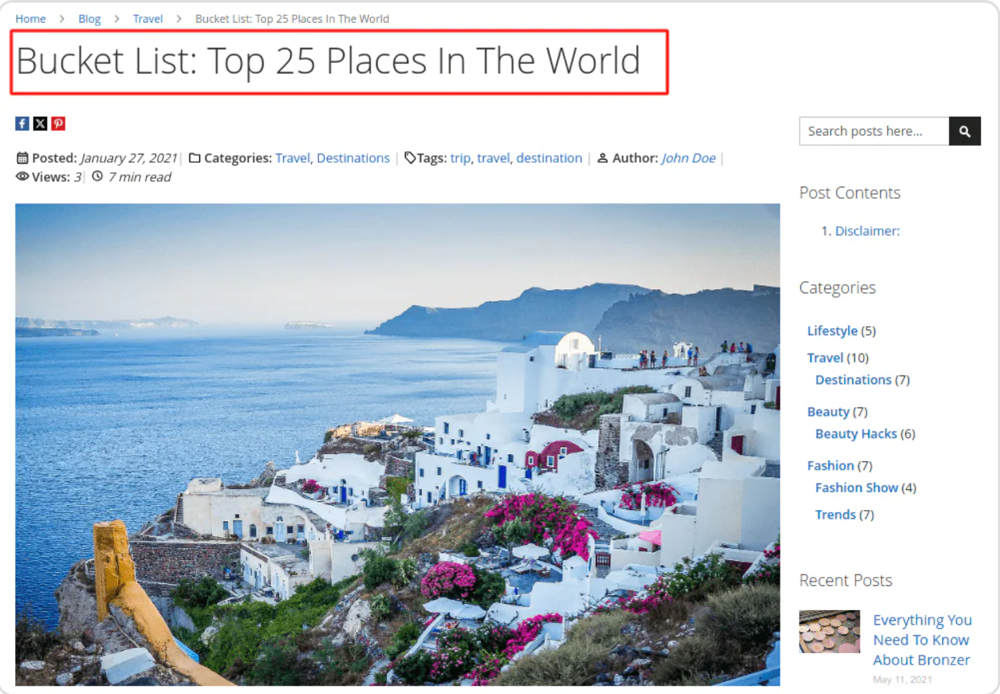 Home > Blog > Travel > Bucket List: Top 25 Places In The World
Bucket List: Top 25 Places In The World
Posted: January 27, 2021 | Categories: Travel, Destinations | Tags: trip, travel, destination | Author: John Doe |
Views: 3 | 7 min read
Search posts here...
Post Contents
1. Disclaimer:
Categories
Lifestyle (5)
Travel (10)
Destinations (7)
Beauty (7)
Beauty Hacks (6)
Fashion (7)
Fashion Show (4)
Trends (7)
Recent Posts
Everything You
Need To Know
About Bronzer
May 11, 2021